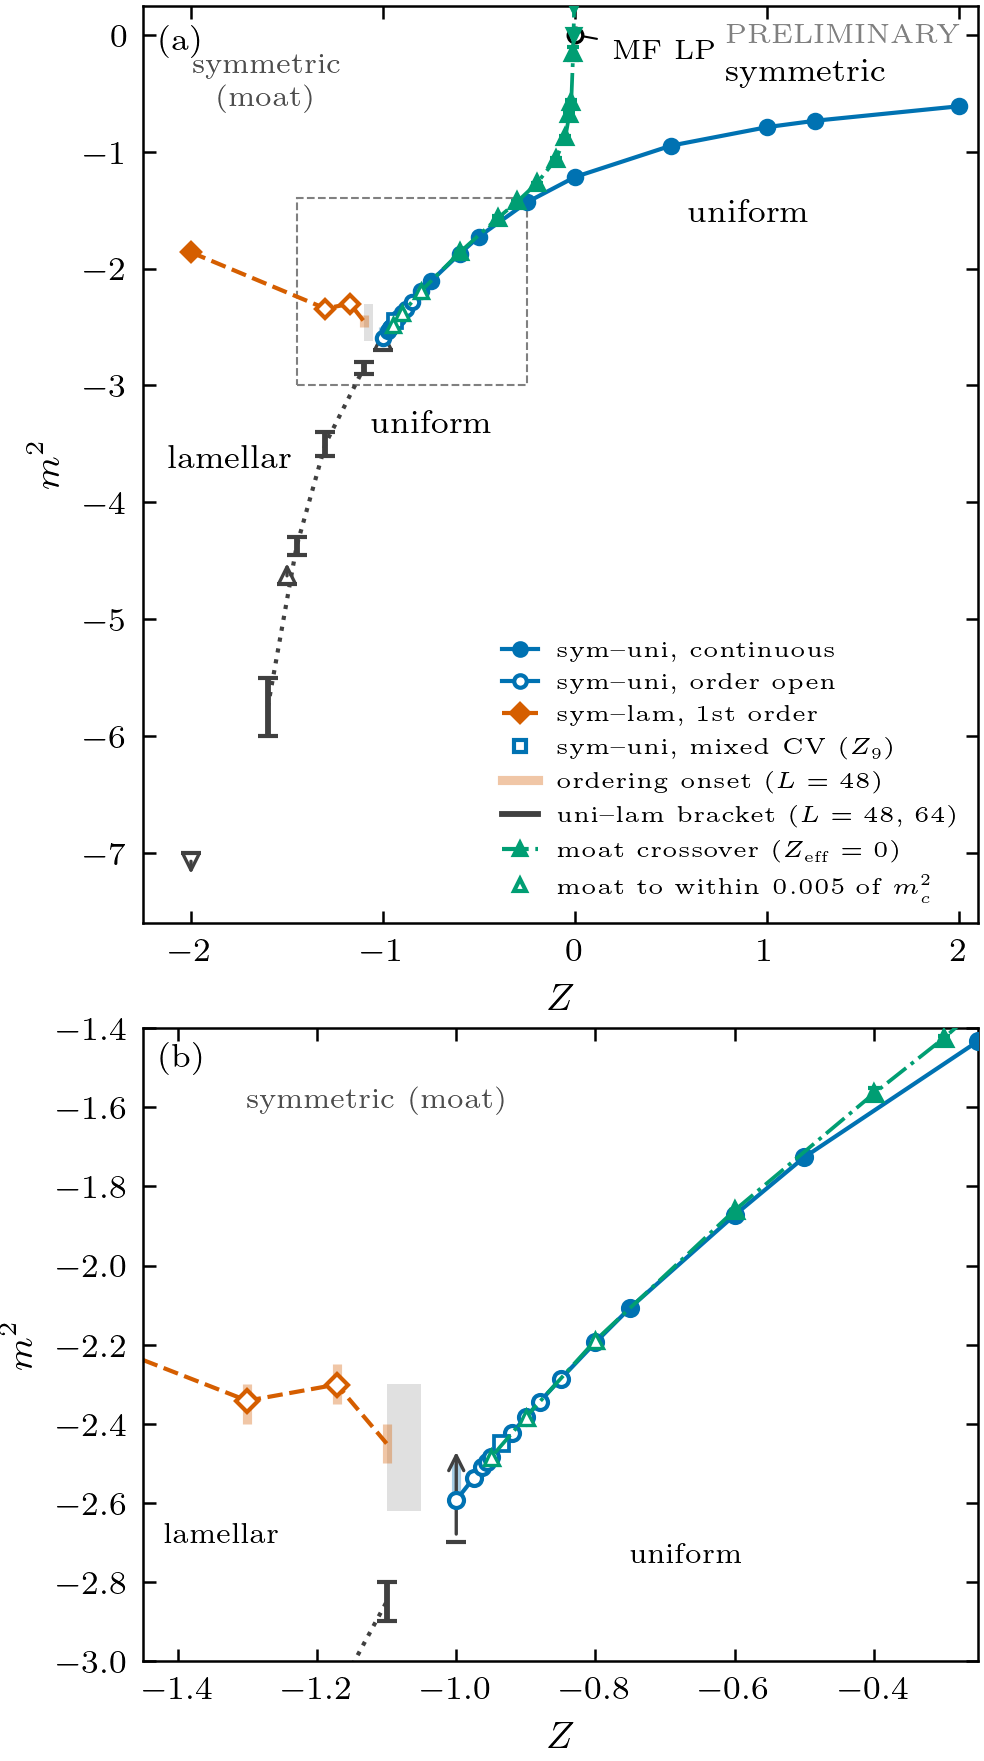 (a)
MF LP
PRELIMINARY
symmetric
(moat)
symmetric
uniform
uniform
lamellar
sym–uni, continuous
sym–uni, order open
sym–lam, 1st order
sym–uni, mixed CV (Z₉)
ordering onset (L = 48)
uni–lam bracket (L = 48, 64)
moat crossover (Z_eff = 0)
moat to within 0.005 of m²_c
0
−1
−2
−3
−4
−5
−6
−7
m²
−2 −1 0 1 2
Z
(b)
symmetric (moat)
lamellar
uniform
−1.4
−1.6
−1.8
−2.0
−2.2
−2.4
−2.6
−2.8
−3.0
m²
−1.4 −1.2 −1.0 −0.8 −0.6 −0.4
Z